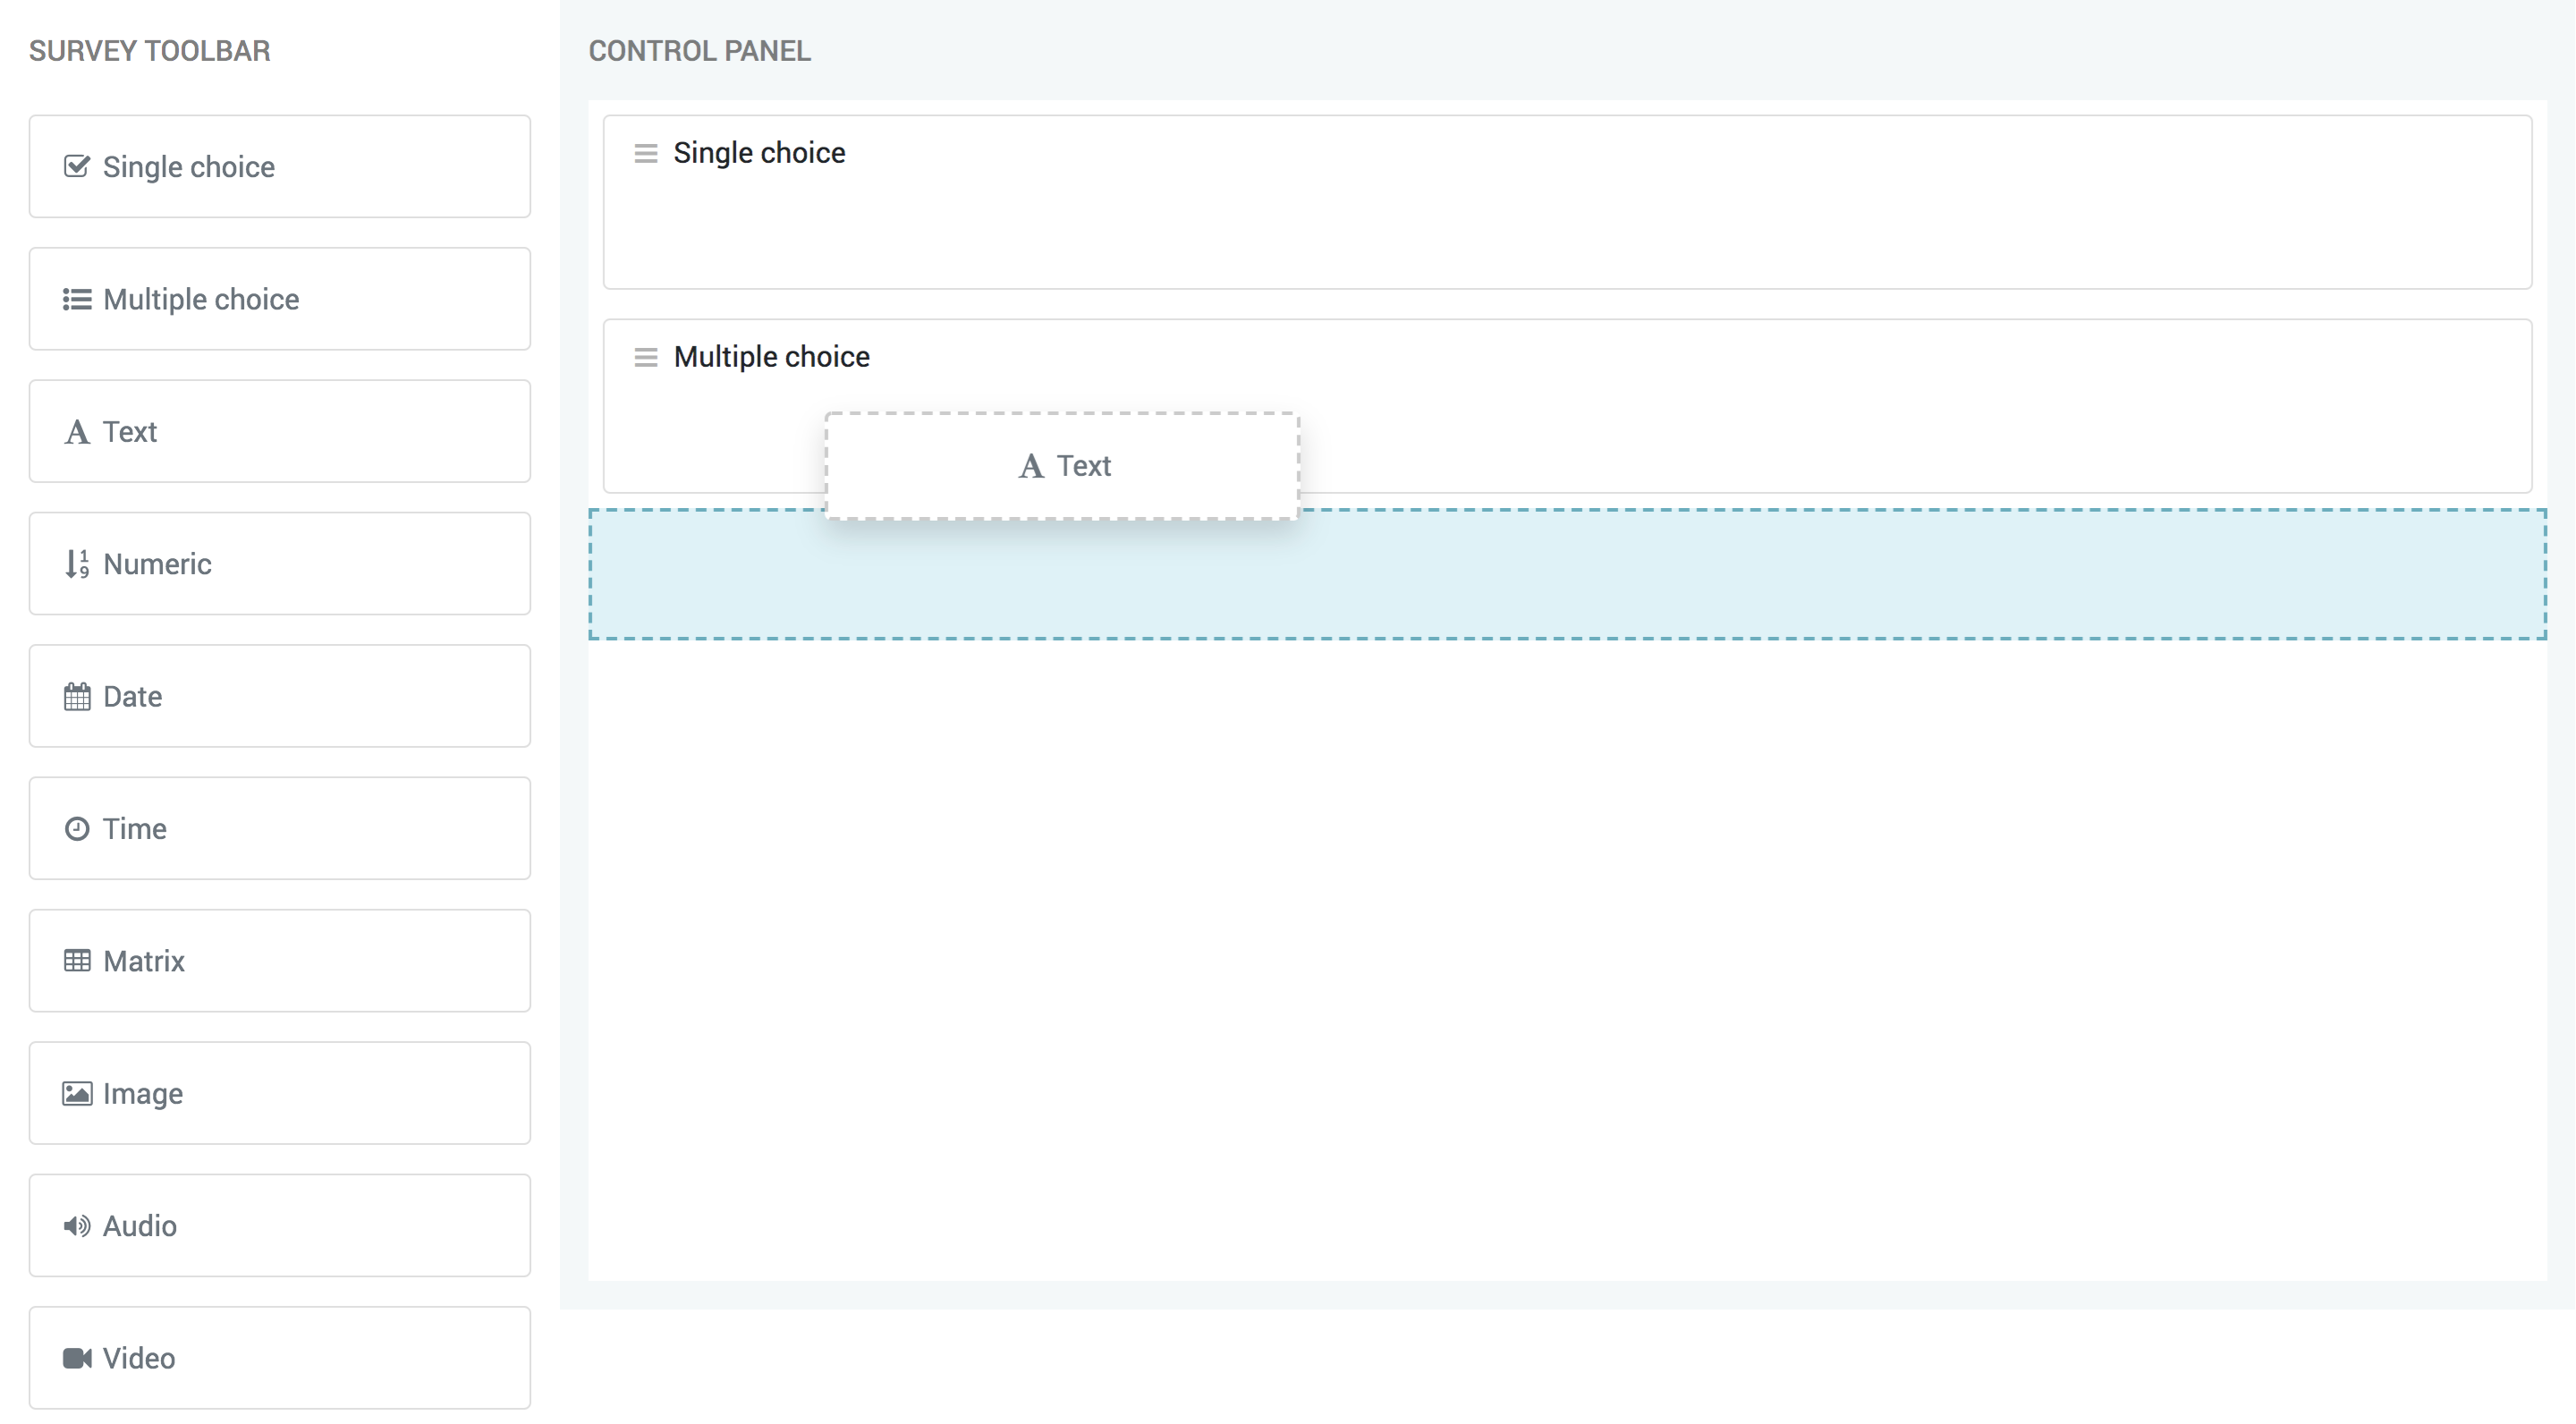 SURVEY TOOLBAR
Single choice
Multiple choice
Text
Numeric
Date
Time
Matrix
Image
Audio
Video
CONTROL PANEL
Single choice
Multiple choice
Text